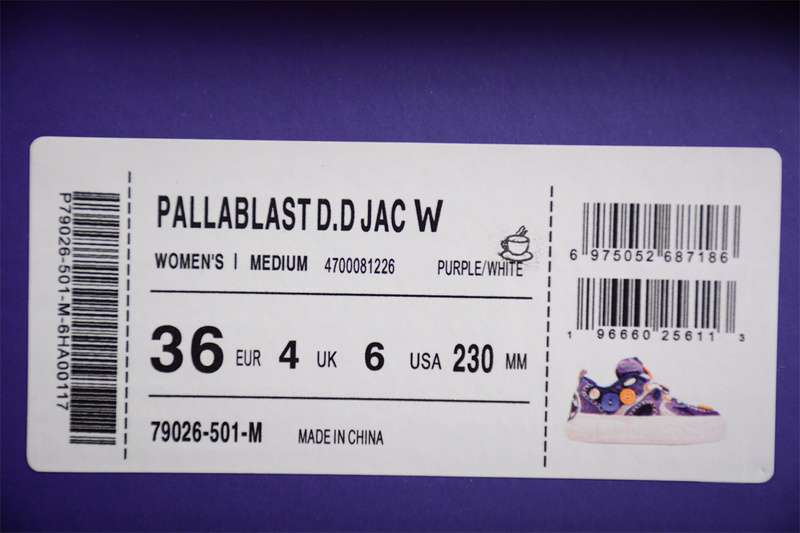 P79026-501-M-6HA00117
PALLABLAST D.D JAC W
WOMEN'S | MEDIUM 4700081226 PURPLE/WHITE
36 EUR 4 UK 6 USA 230 MM
79026-501-M MADE IN CHINA
6 975052 687186
1 96660 25611 3